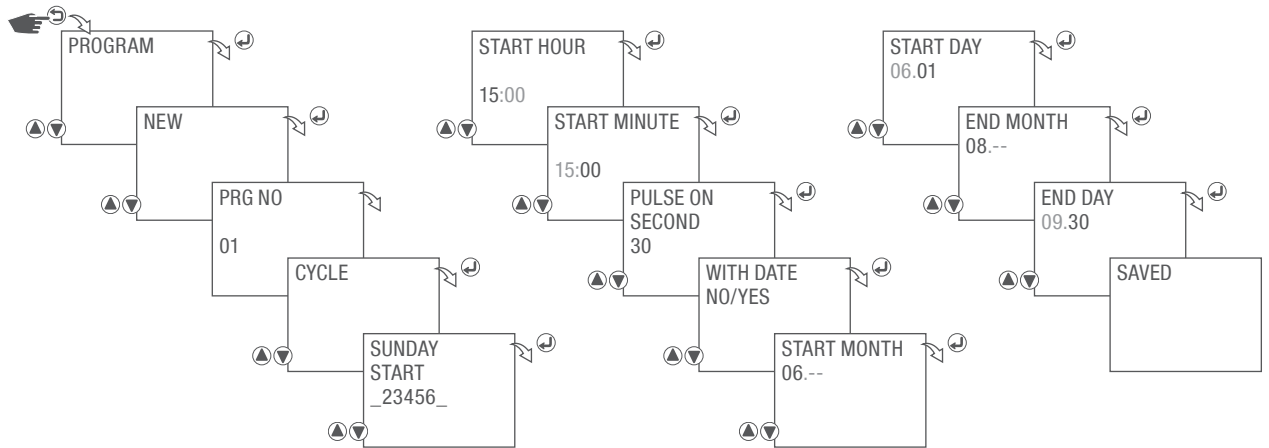 PROGRAM
NEW
PRG NO
01
CYCLE
SUNDAY
START
_23456_
START HOUR
15:00
START MINUTE
15:00
PULSE ON
SECOND
30
WITH DATE
NO/YES
START MONTH
06.--
START DAY
06.01
END MONTH
08.--
END DAY
09.30
SAVED